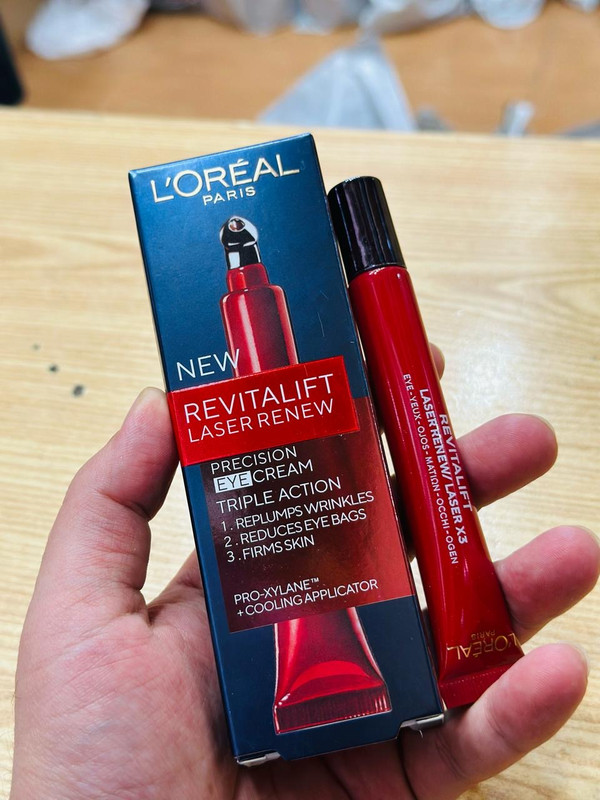 L'ORÉAL
PARIS
NEW
REVITALIFT
LASER RENEW
PRECISION
EYE CREAM
TRIPLE ACTION
1. REPLUMPS WRINKLES
2. REDUCES EYE BAGS
3. FIRMS SKIN
PRO-XYLANE™
+ COOLING APPLICATOR
REVITALIFT
LASER RENEW / LASER X3
EYE - YEUX - OJOS - ΜΑΤΙΩΝ - OCCHI - OGEN
L'ORÉAL
PARIS